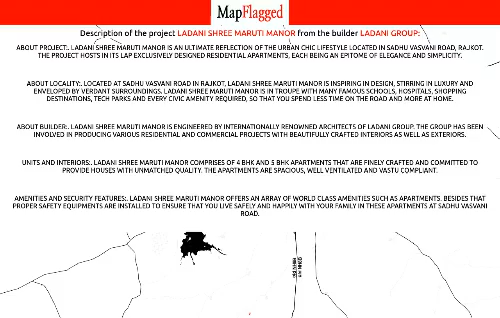 MapFlagged
Description of the project LADANI SHREE MARUTI MANOR from the builder LADANI GROUP:
ABOUT PROJECT:. LADANI SHREE MARUTI MANOR IS AN ULTIMATE REFLECTION OF THE URBAN CHIC LIFESTYLE LOCATED IN SADHU VASVANI ROAD, RAJKOT.
THE PROJECT HOSTS IN ITS LAP EXCLUSIVELY DESIGNED RESIDENTIAL APARTMENTS, EACH BEING AN EPITOME OF ELEGANCE AND SIMPLICITY.
ABOUT LOCALITY:. LOCATED AT SADHU VASVANI ROAD IN RAJKOT, LADANI SHREE MARUTI MANOR IS INSPIRING IN DESIGN, STIRRING IN LUXURY AND
ENVELOPED BY VERDANT SURROUNDINGS. LADANI SHREE MARUTI MANOR IS IN TROUPE WITH MANY FAMOUS SCHOOLS, HOSPITALS, SHOPPING
DESTINATIONS, TECH PARKS AND EVERY CIVIC AMENITY REQUIRED, SO THAT YOU SPEND LESS TIME ON THE ROAD AND MORE AT HOME.
ABOUT BUILDER:. LADANI SHREE MARUTI MANOR IS ENGINEERED BY INTERNATIONALLY RENOWNED ARCHITECTS OF LADANI GROUP. THE GROUP HAS BEEN
INVOLVED IN PRODUCING VARIOUS RESIDENTIAL AND COMMERCIAL PROJECTS WITH BEAUTIFULLY CRAFTED INTERIORS AS WELL AS EXTERIORS.
UNITS AND INTERIORS:. LADANI SHREE MARUTI MANOR COMPRISES OF 4 BHK AND 5 BHK APARTMENTS THAT ARE FINELY CRAFTED AND COMMITTED TO
PROVIDE HOUSES WITH UNMATCHED QUALITY. THE APARTMENTS ARE SPACIOUS, WELL VENTILATED AND VASTU COMPLIANT.
AMENITIES AND SECURITY FEATURES:. LADANI SHREE MARUTI MANOR OFFERS AN ARRAY OF WORLD CLASS AMENITIES SUCH AS APARTMENTS. BESIDES THAT
PROPER SAFETY EQUIPMENTS ARE INSTALLED TO ENSURE THAT YOU LIVE SAFELY AND HAPPILY WITH YOUR FAMILY IN THESE APARTMENTS AT SADHU VASVANI
ROAD.